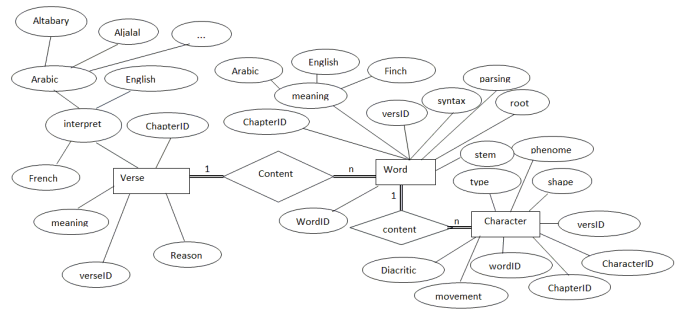 Altabary
Aljalal
...
Arabic
English
interpret
ChapterID
French
Verse
meaning
verseID
Reason
1
Content
n
Arabic
English
Finch
meaning
ChapterID
versID
syntax
parsing
root
Word
stem
WordID
1
content
n
type
phenome
shape
Character
versID
CharacterID
ChapterID
wordID
movement
Diacritic